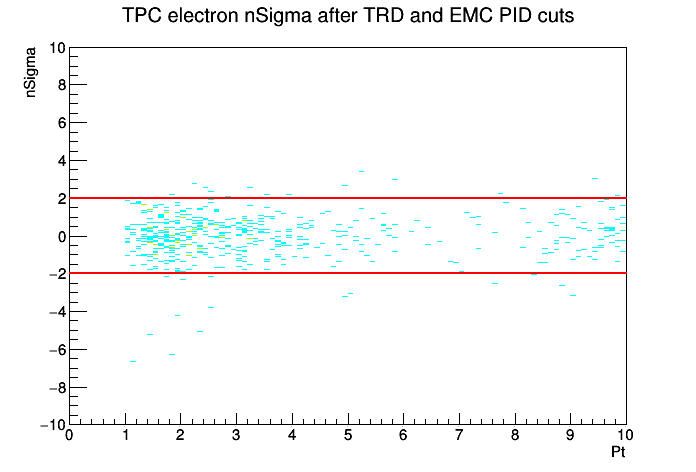 TPC electron nSigma after TRD and EMC PID cuts
nSigma
10
8
6
4
2
0
−2
−4
−6
−8
−10
0 1 2 3 4 5 6 7 8 9 10
Pt